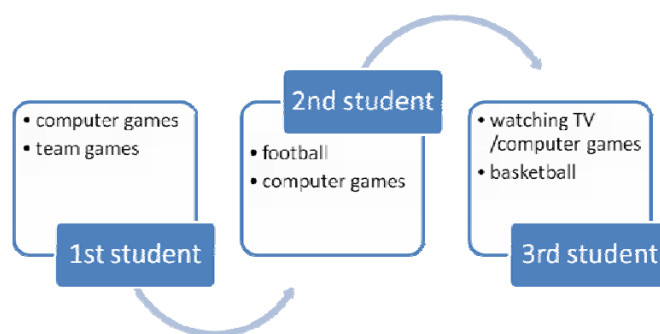 • computer games
• team games
1st student
2nd student
• football
• computer games
• watching TV
/computer games
• basketball
3rd student